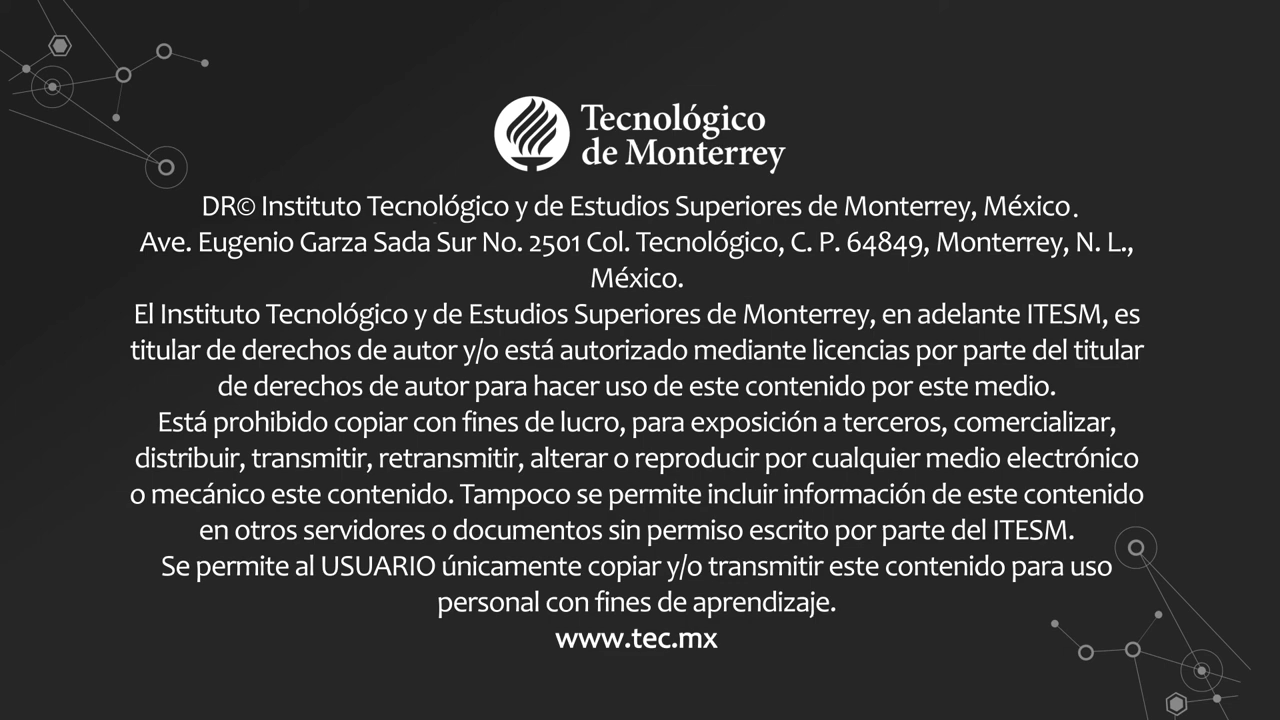 Tecnológico
de Monterrey
DR© Instituto Tecnológico y de Estudios Superiores de Monterrey, México.
Ave. Eugenio Garza Sada Sur No. 2501 Col. Tecnológico, C. P. 64849, Monterrey, N. L.,
México.
El Instituto Tecnológico y de Estudios Superiores de Monterrey, en adelante ITESM, es
titular de derechos de autor y/o está autorizado mediante licencias por parte del titular
de derechos de autor para hacer uso de este contenido por este medio.
Está prohibido copiar con fines de lucro, para exposición a terceros, comercializar,
distribuir, transmitir, retransmitir, alterar o reproducir por cualquier medio electrónico
o mecánico este contenido. Tampoco se permite incluir información de este contenido
en otros servidores o documentos sin permiso escrito por parte del ITESM.
Se permite al USUARIO únicamente copiar y/o transmitir este contenido para uso
personal con fines de aprendizaje.
www.tec.mx